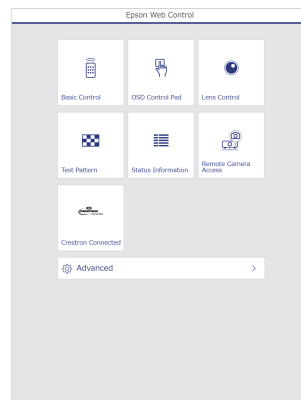 Epson Web Control
Basic Control
OSD Control Pad
Lens Control
Test Pattern
Status Information
Remote Camera
Access
CRESTRON
Crestron Connected
Advanced